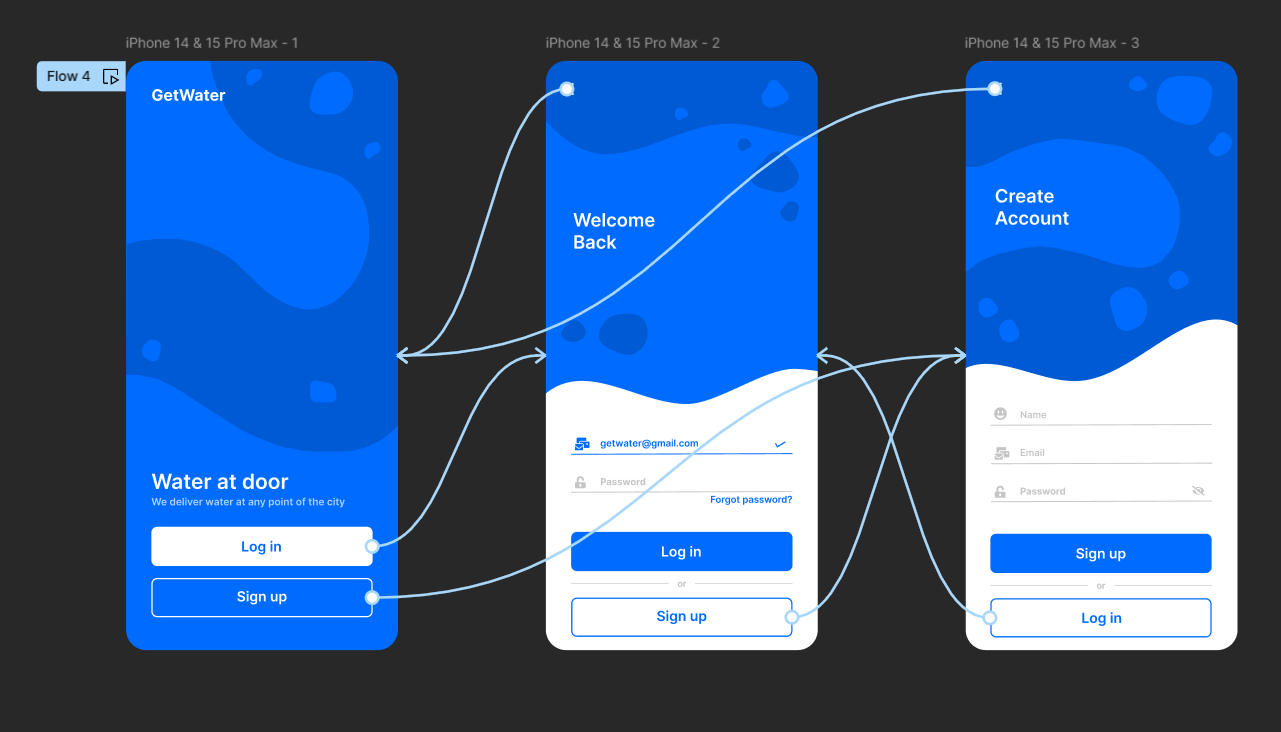 iPhone 14 & 15 Pro Max - 1
Flow 4
GetWater
Water at door
We deliver water at any point of the city
Log in
Sign up
iPhone 14 & 15 Pro Max - 2
Welcome
Back
getwater@gmail.com
Password
Forgot password?
Log in
or
Sign up
iPhone 14 & 15 Pro Max - 3
Create
Account
Name
Email
Password
Sign up
or
Log in